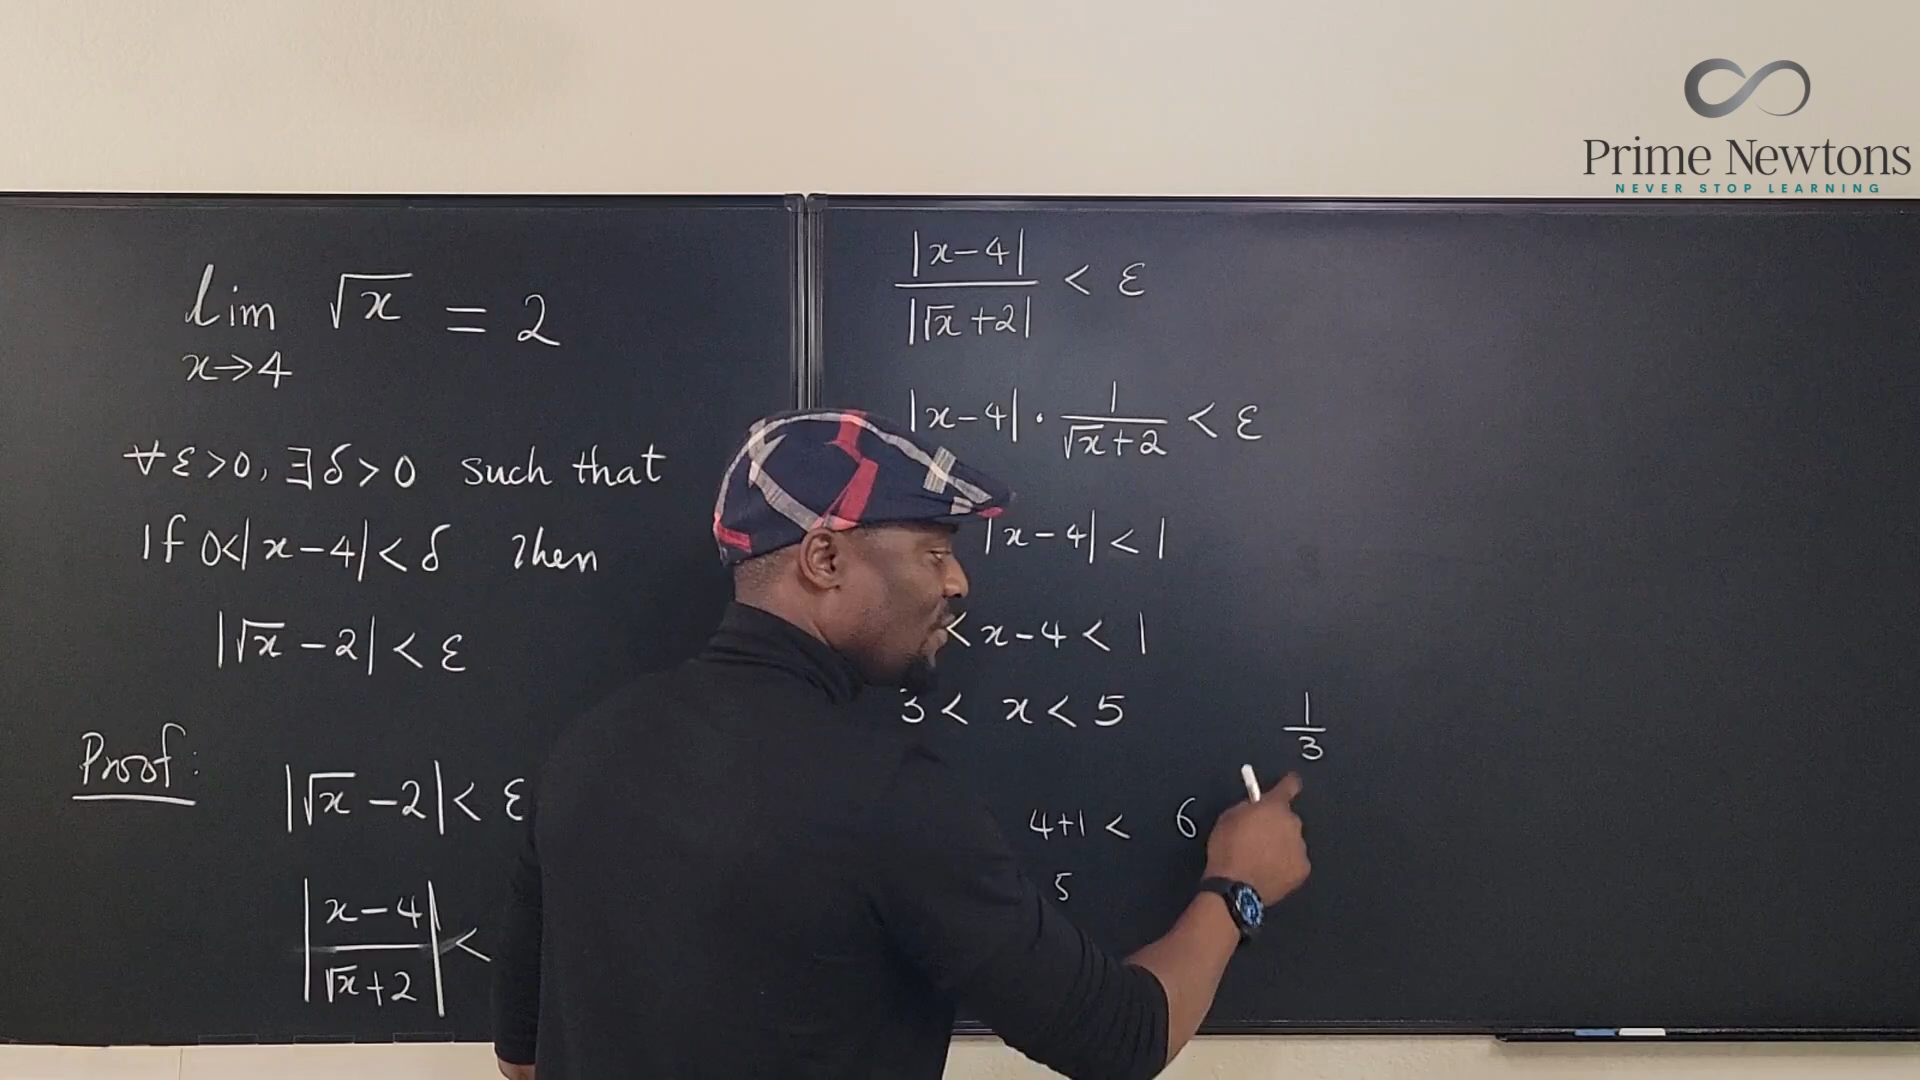 Prime Newtons
NEVER STOP LEARNING
lim √x = 2
x→4
∀ε>0, ∃δ>0 such that
If 0<|x-4|<δ then
|√x - 2| < ε
Proof:
|√x - 2| < ε
|(x-4)/(√x+2)| <
|x-4|/|√x+2| < ε
|x-4| · 1/(√x+2) < ε
|x-4| < 1
< x-4 < 1
3 < x < 5
1/3
4+1 < 6
5